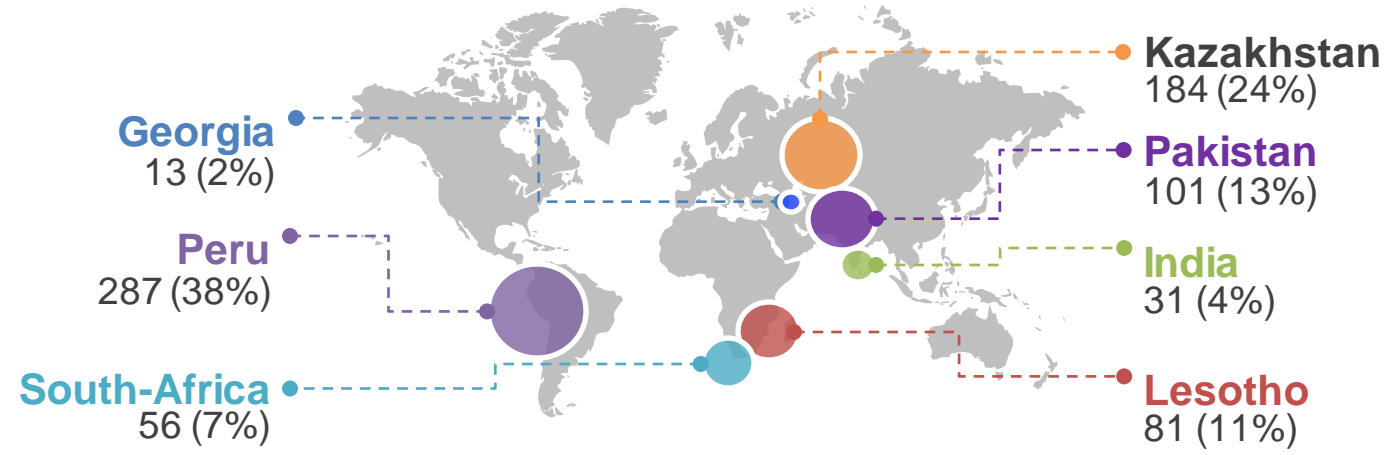 Georgia
13 (2%)
Peru
287 (38%)
South-Africa
56 (7%)
Kazakhstan
184 (24%)
Pakistan
101 (13%)
India
31 (4%)
Lesotho
81 (11%)